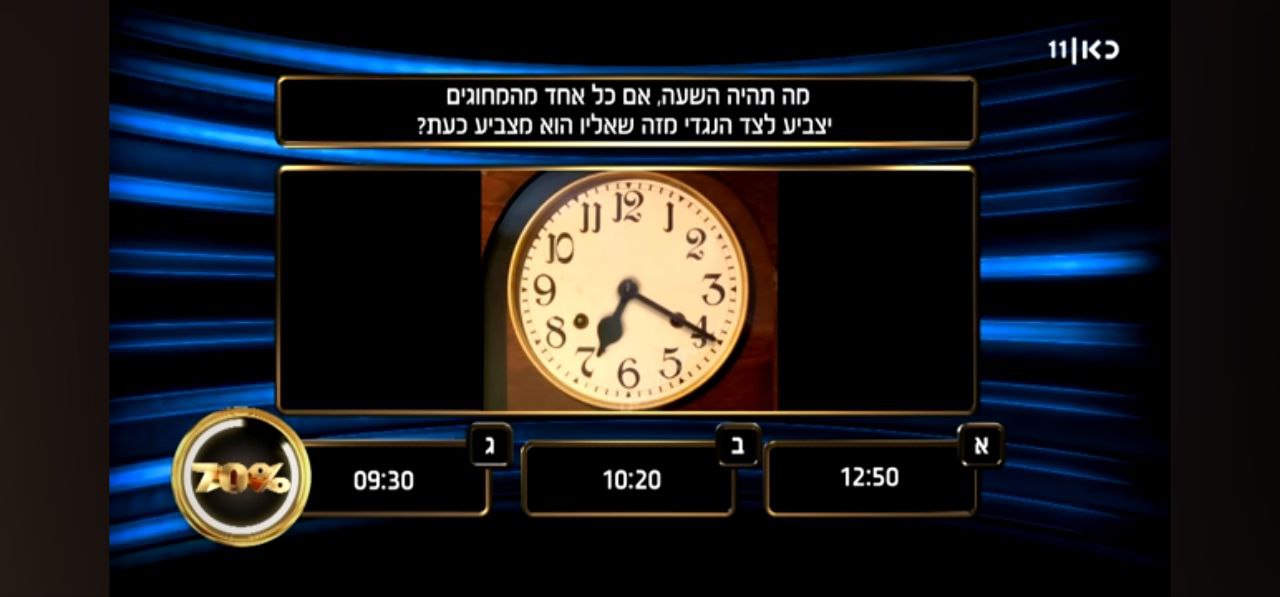 כאן|11
מה תהיה השעה, אם כל אחד מהמחוגים
יצביע לצד הנגדי מזה שאליו הוא מצביע כעת?
12
11
1
10
2
9
3
8
4
7
5
6
א
12:50
ב
10:20
ג
09:30
70%